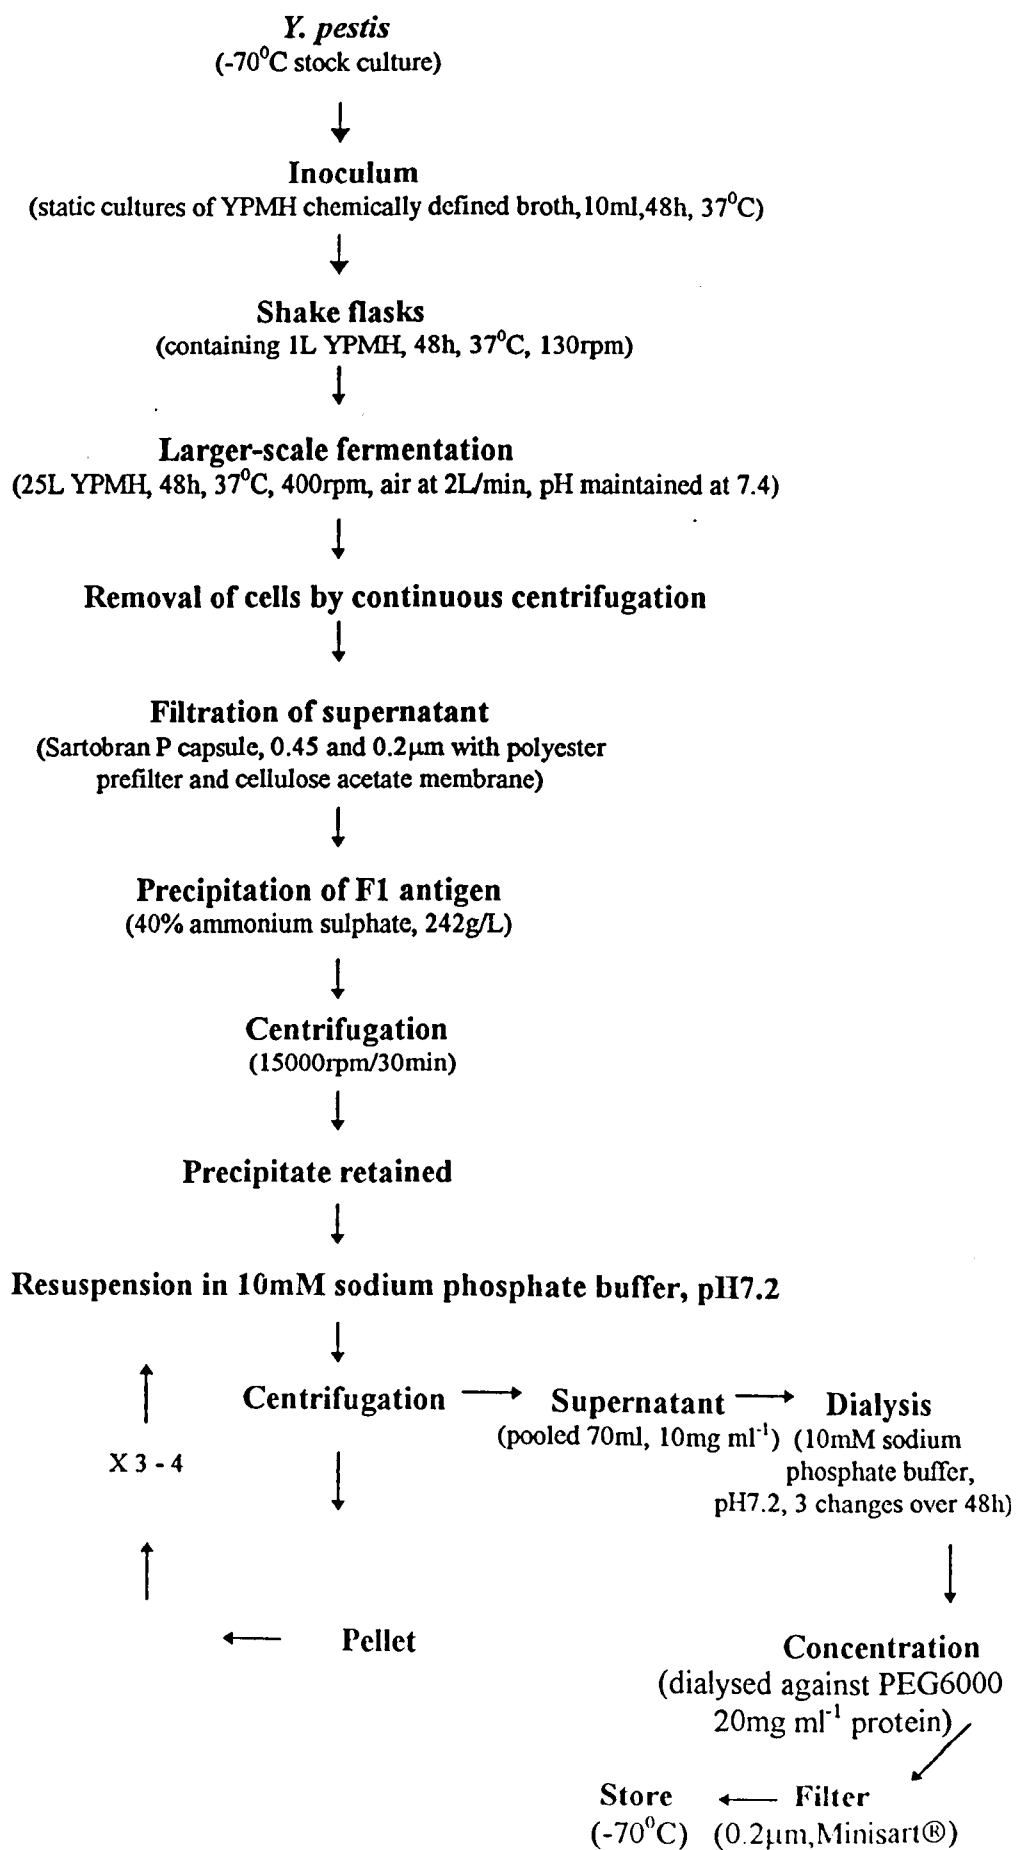 Y. pestis
(-70⁰C stock culture)
Inoculum
(static cultures of YPMH chemically defined broth,10ml,48h, 37⁰C)
Shake flasks
(containing 1L YPMH, 48h, 37⁰C, 130rpm)
Larger-scale fermentation
(25L YPMH, 48h, 37⁰C, 400rpm, air at 2L/min, pH maintained at 7.4)
Removal of cells by continuous centrifugation
Filtration of supernatant
(Sartobran P capsule, 0.45 and 0.2µm with polyester
prefilter and cellulose acetate membrane)
Precipitation of F1 antigen
(40% ammonium sulphate, 242g/L)
Centrifugation
(15000rpm/30min)
Precipitate retained
Resuspension in 10mM sodium phosphate buffer, pH7.2
Centrifugation
Supernatant
(pooled 70ml, 10mg ml⁻¹)
Dialysis
(10mM sodium
phosphate buffer,
pH7.2, 3 changes over 48h)
X 3 - 4
Pellet
Concentration
(dialysed against PEG6000
20mg ml⁻¹ protein)
Filter
(0.2µm,Minisart®)
Store
(-70⁰C)